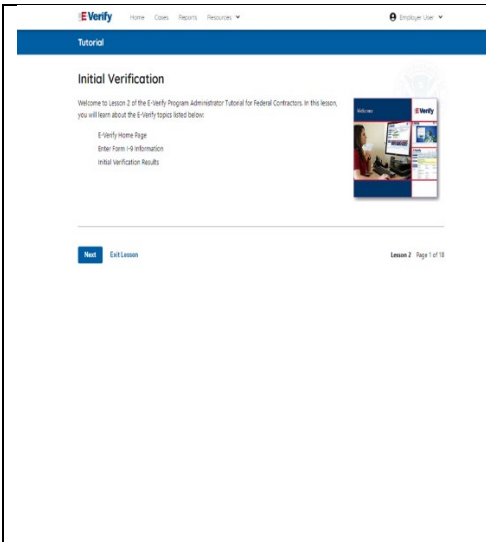 E-Verify Home Cases Reports Resources Employer User
Tutorial
Initial Verification
Welcome to Lesson 2 of the E-Verify Program Administrator Tutorial for Federal Contractors. In this lesson,
you will learn about the E-Verify topics listed below:
E-Verify Home Page
Enter Form I-9 Information
Initial Verification Results
Welcome E-Verify
Next Exit Lesson Lesson 2 Page 1 of 18